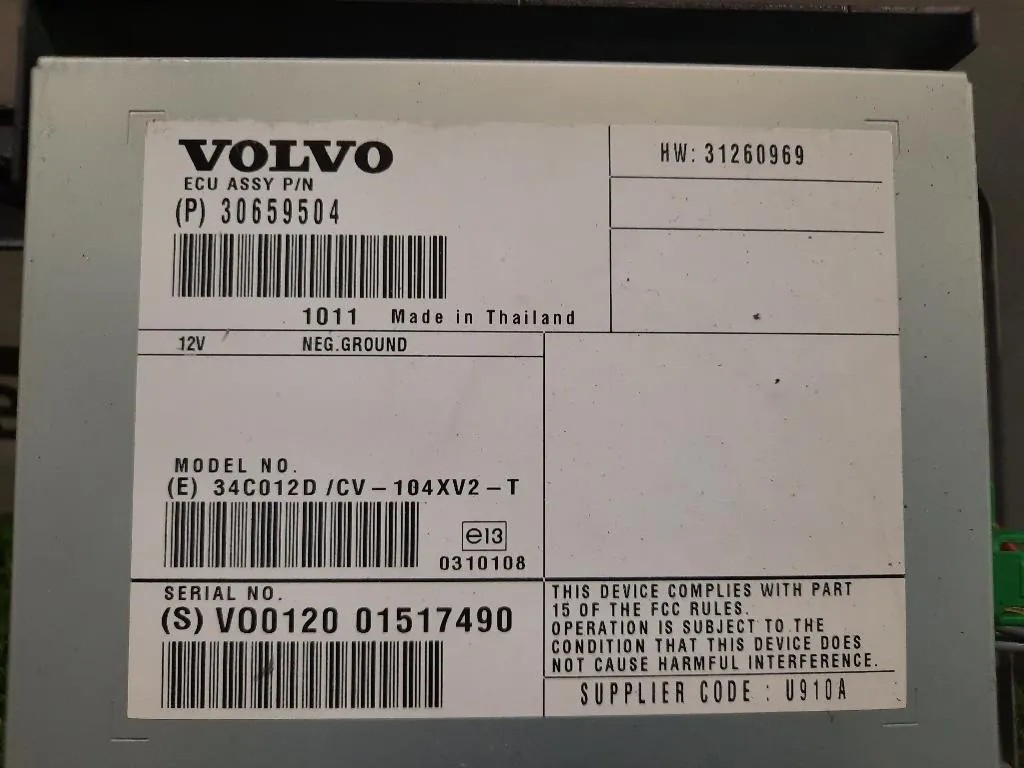 VOLVO
ECU ASSY P/N
(P) 30659504
HW: 31260969
1011 Made in Thailand
12V NEG.GROUND
MODEL NO.
(E) 34C012D /CV-104XV2-T
e13
0310108
SERIAL NO.
(S) VO0120 01517490
THIS DEVICE COMPLIES WITH PART
15 OF THE FCC RULES.
OPERATION IS SUBJECT TO THE
CONDITION THAT THIS DEVICE DOES
NOT CAUSE HARMFUL INTERFERENCE.
SUPPLIER CODE : U910A